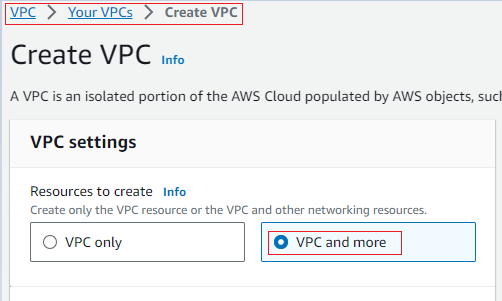 VPC > Your VPCs > Create VPC
Create VPC Info
A VPC is an isolated portion of the AWS Cloud populated by AWS objects,
VPC settings
Resources to create Info
Create only the VPC resource or the VPC and other networking resources.
VPC only
VPC and more